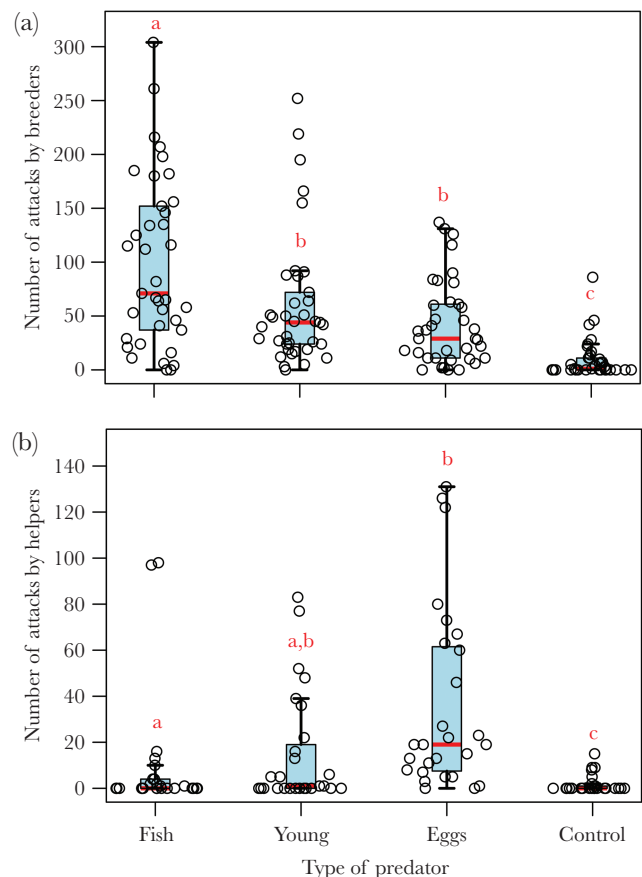 (a)
a
300
250
200
150
100
50
0
Number of attacks by breeders
b
b
c
(b)
140
120
100
80
60
40
20
0
Number of attacks by helpers
a
a,b
b
c
Fish Young Eggs Control
Type of predator